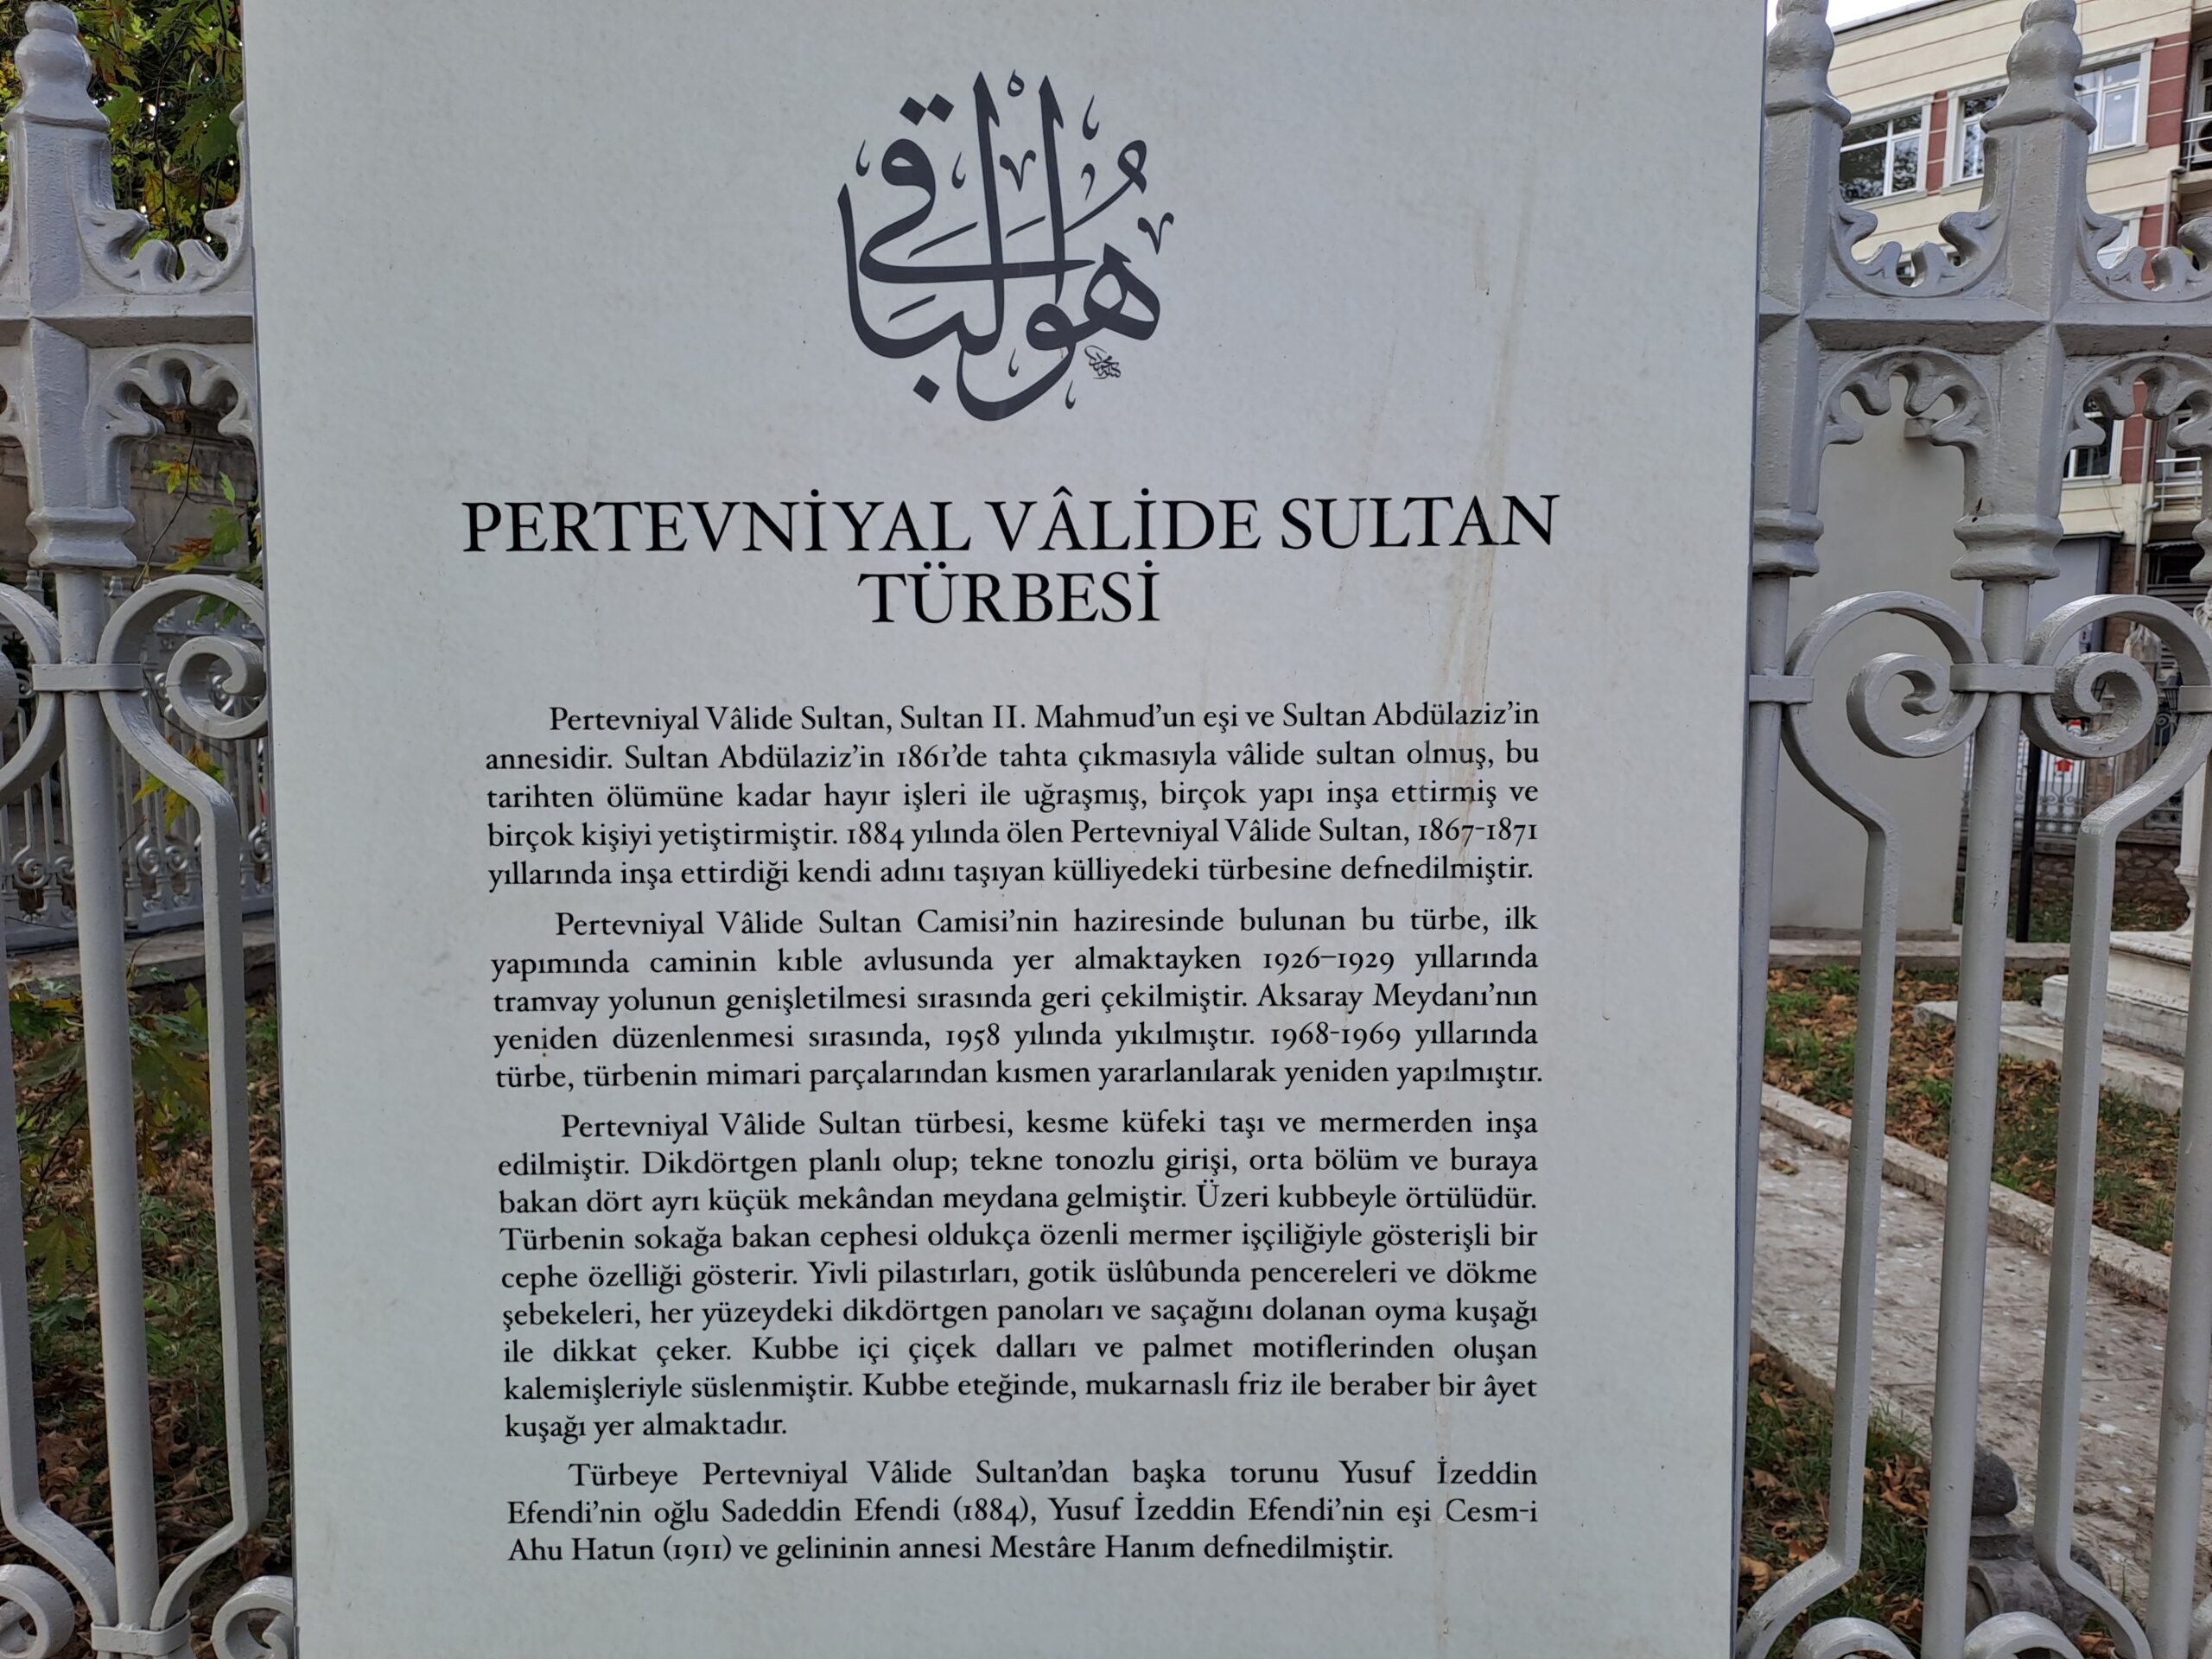 هو الباقي
PERTEVNİYAL VÂLİDE SULTAN
TÜRBESİ
Pertevniyal Vâlide Sultan, Sultan II. Mahmud’un eşi ve Sultan Abdülaziz’in
annesidir. Sultan Abdülaziz’in 1861’de tahta çıkmasıyla vâlide sultan olmuş, bu
tarihten ölümüne kadar hayır işleri ile uğraşmış, birçok yapı inşa ettirmiş ve
birçok kişiyi yetiştirmiştir. 1884 yılında ölen Pertevniyal Vâlide Sultan, 1867-1871
yıllarında inşa ettirdiği kendi adını taşıyan külliyedeki türbesine defnedilmiştir.
Pertevniyal Vâlide Sultan Camisi’nin haziresinde bulunan bu türbe, ilk
yapımında caminin kıble avlusunda yer almaktayken 1926–1929 yıllarında
tramvay yolunun genişletilmesi sırasında geri çekilmiştir. Aksaray Meydanı’nın
yeniden düzenlenmesi sırasında, 1958 yılında yıkılmıştır. 1968-1969 yıllarında
türbe, türbenin mimari parçalarından kısmen yararlanılarak yeniden yapılmıştır.
Pertevniyal Vâlide Sultan türbesi, kesme küfeki taşı ve mermerden inşa
edilmiştir. Dikdörtgen planlı olup; tekne tonozlu girişi, orta bölüm ve buraya
bakan dört ayrı küçük mekândan meydana gelmiştir. Üzeri kubbeyle örtülüdür.
Türbenin sokağa bakan cephesi oldukça özenli mermer işçiliğiyle gösterişli bir
cephe özelliği gösterir. Yivli pilastırları, gotik üslûbunda pencereleri ve dökme
şebekeleri, her yüzeydeki dikdörtgen panoları ve saçağını dolanan oyma kuşağı
ile dikkat çeker. Kubbe içi çiçek dalları ve palmet motiflerinden oluşan
kalemişleriyle süslenmiştir. Kubbe eteğinde, mukarnaslı friz ile beraber bir âyet
kuşağı yer almaktadır.
Türbeye Pertevniyal Vâlide Sultan’dan başka torunu Yusuf İzeddin
Efendi’nin oğlu Sadeddin Efendi (1884), Yusuf İzeddin Efendi’nin eşi Cesm-i
Ahu Hatun (1911) ve gelininin annesi Mestâre Hanım defnedilmiştir.